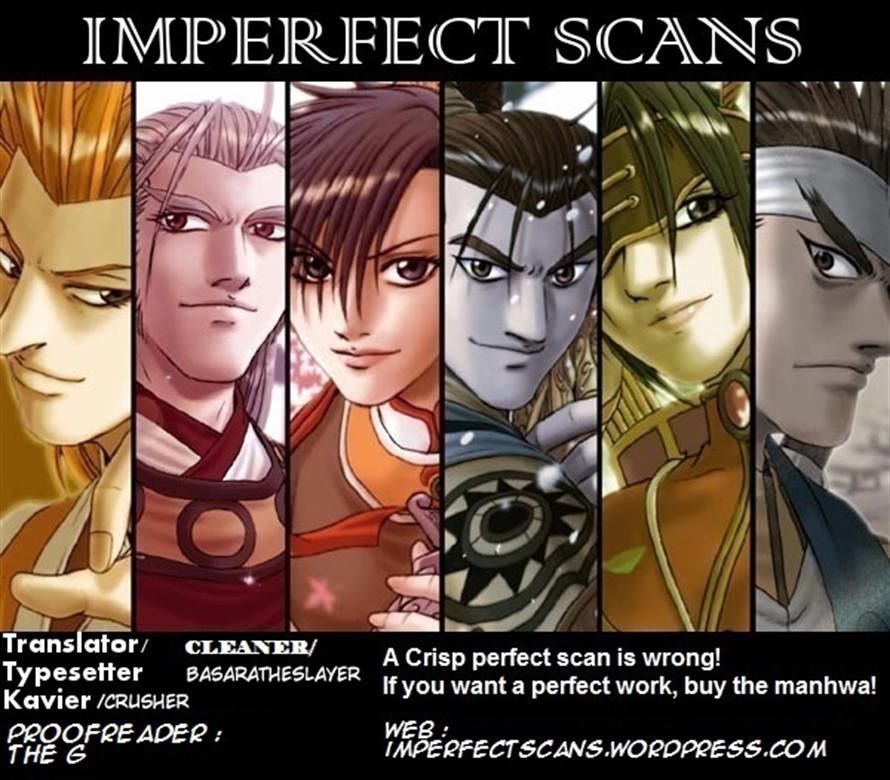 IMPERFECT SCANS
Translator/
Typesetter
Kavier /CRUSHER
CLEANER/
BASARATHESLAYER
PROOFREADER :
THE G
A Crisp perfect scan is wrong!
If you want a perfect work, buy the manhwa!
WEB :
IMPERFECTSCANS.WORDPRESS.COM